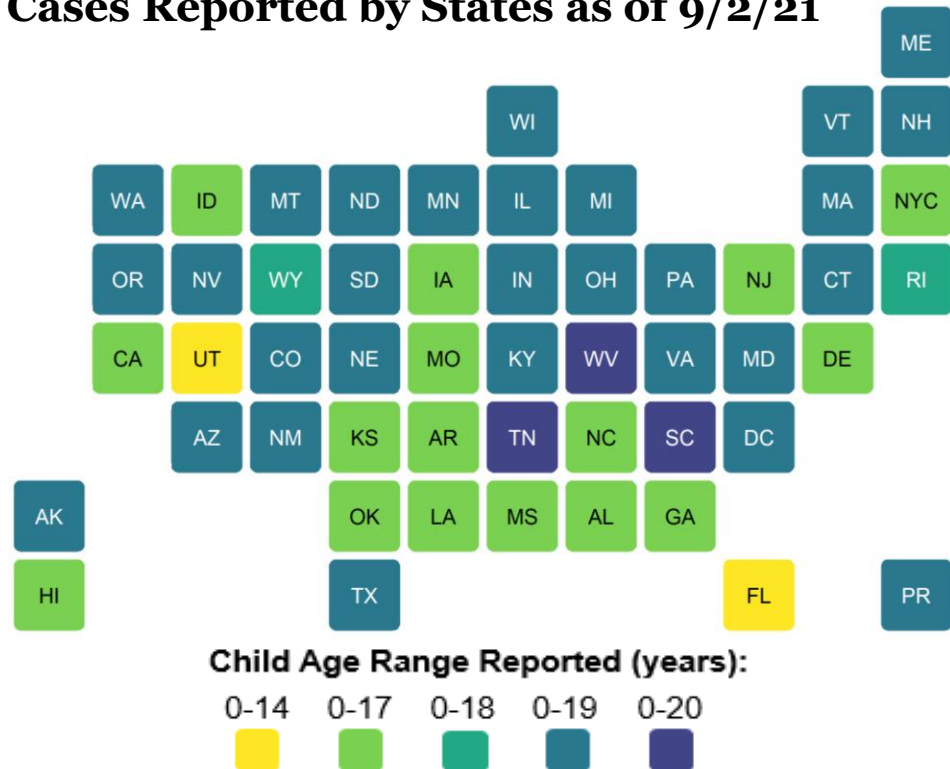 Cases Reported by States as of 9/2/21
ME
WI VT NH
WA ID MT ND MN IL MI MA NYC
OR NV WY SD IA IN OH PA NJ CT RI
CA UT CO NE MO KY WV VA MD DE
AZ NM KS AR TN NC SC DC
AK OK LA MS AL GA
HI TX FL PR
Child Age Range Reported (years):
0-14 0-17 0-18 0-19 0-20